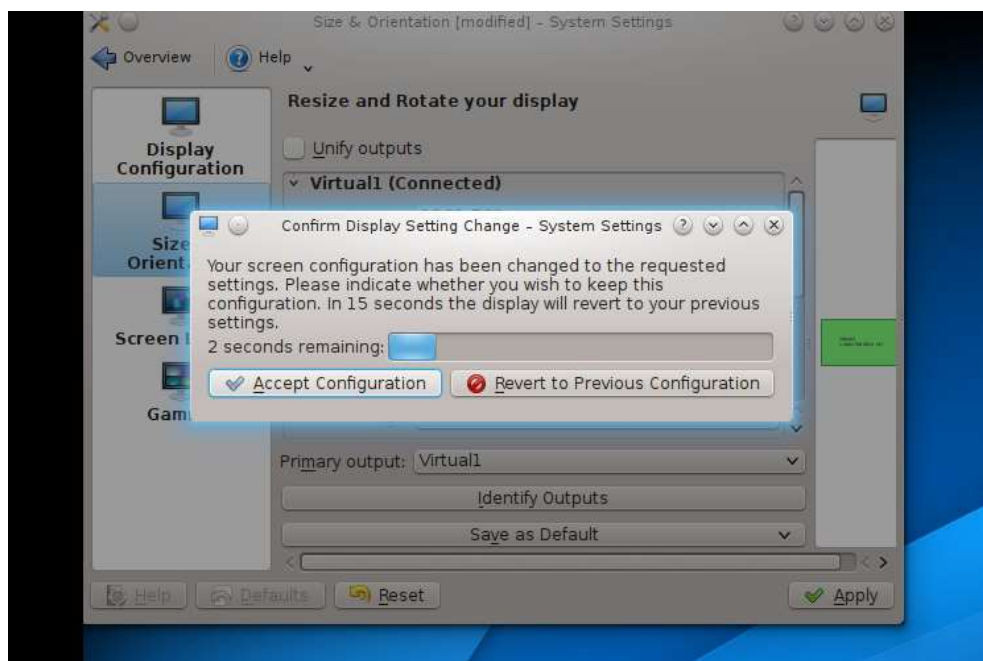 Size & Orientation [modified] – System Settings
Overview
Help
Resize and Rotate your display
Display
Configuration
Unify outputs
Virtual1 (Connected)
Confirm Display Setting Change – System Settings
Size
Orient
Your screen configuration has been changed to the requested
settings. Please indicate whether you wish to keep this
configuration. In 15 seconds the display will revert to your previous
settings.
Screen
2 seconds remaining:
Accept Configuration
Revert to Previous Configuration
Gam
Primary output: Virtual1
Identify Outputs
Save as Default
Help
Defaults
Reset
Apply